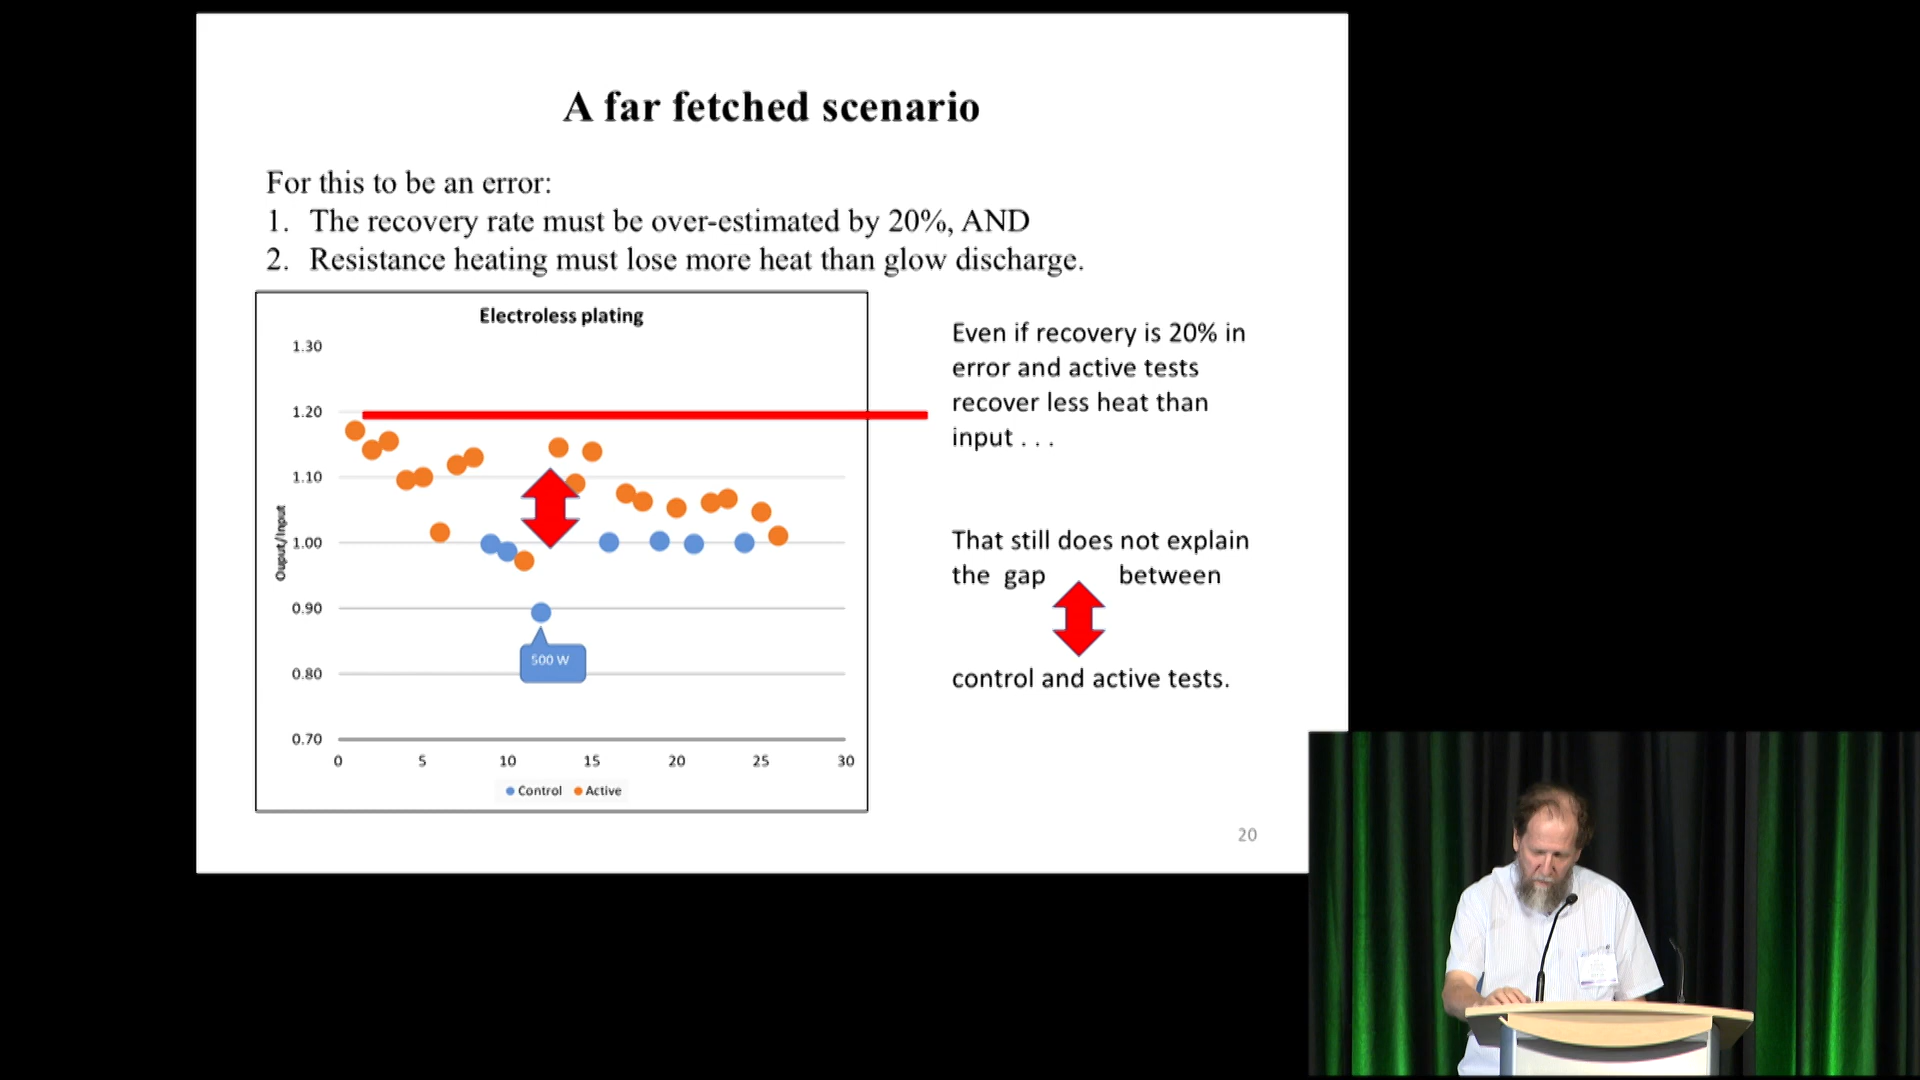 A far fetched scenario
For this to be an error:
1. The recovery rate must be over-estimated by 20%, AND
2. Resistance heating must lose more heat than glow discharge.
Electroless plating
1.30
1.20
1.10
1.00
0.90
0.80
0.70
Ouput/Input
500 W
0 5 10 15 20 25 30
Control Active
Even if recovery is 20% in
error and active tests
recover less heat than
input . . .
That still does not explain
the gap between
control and active tests.
20